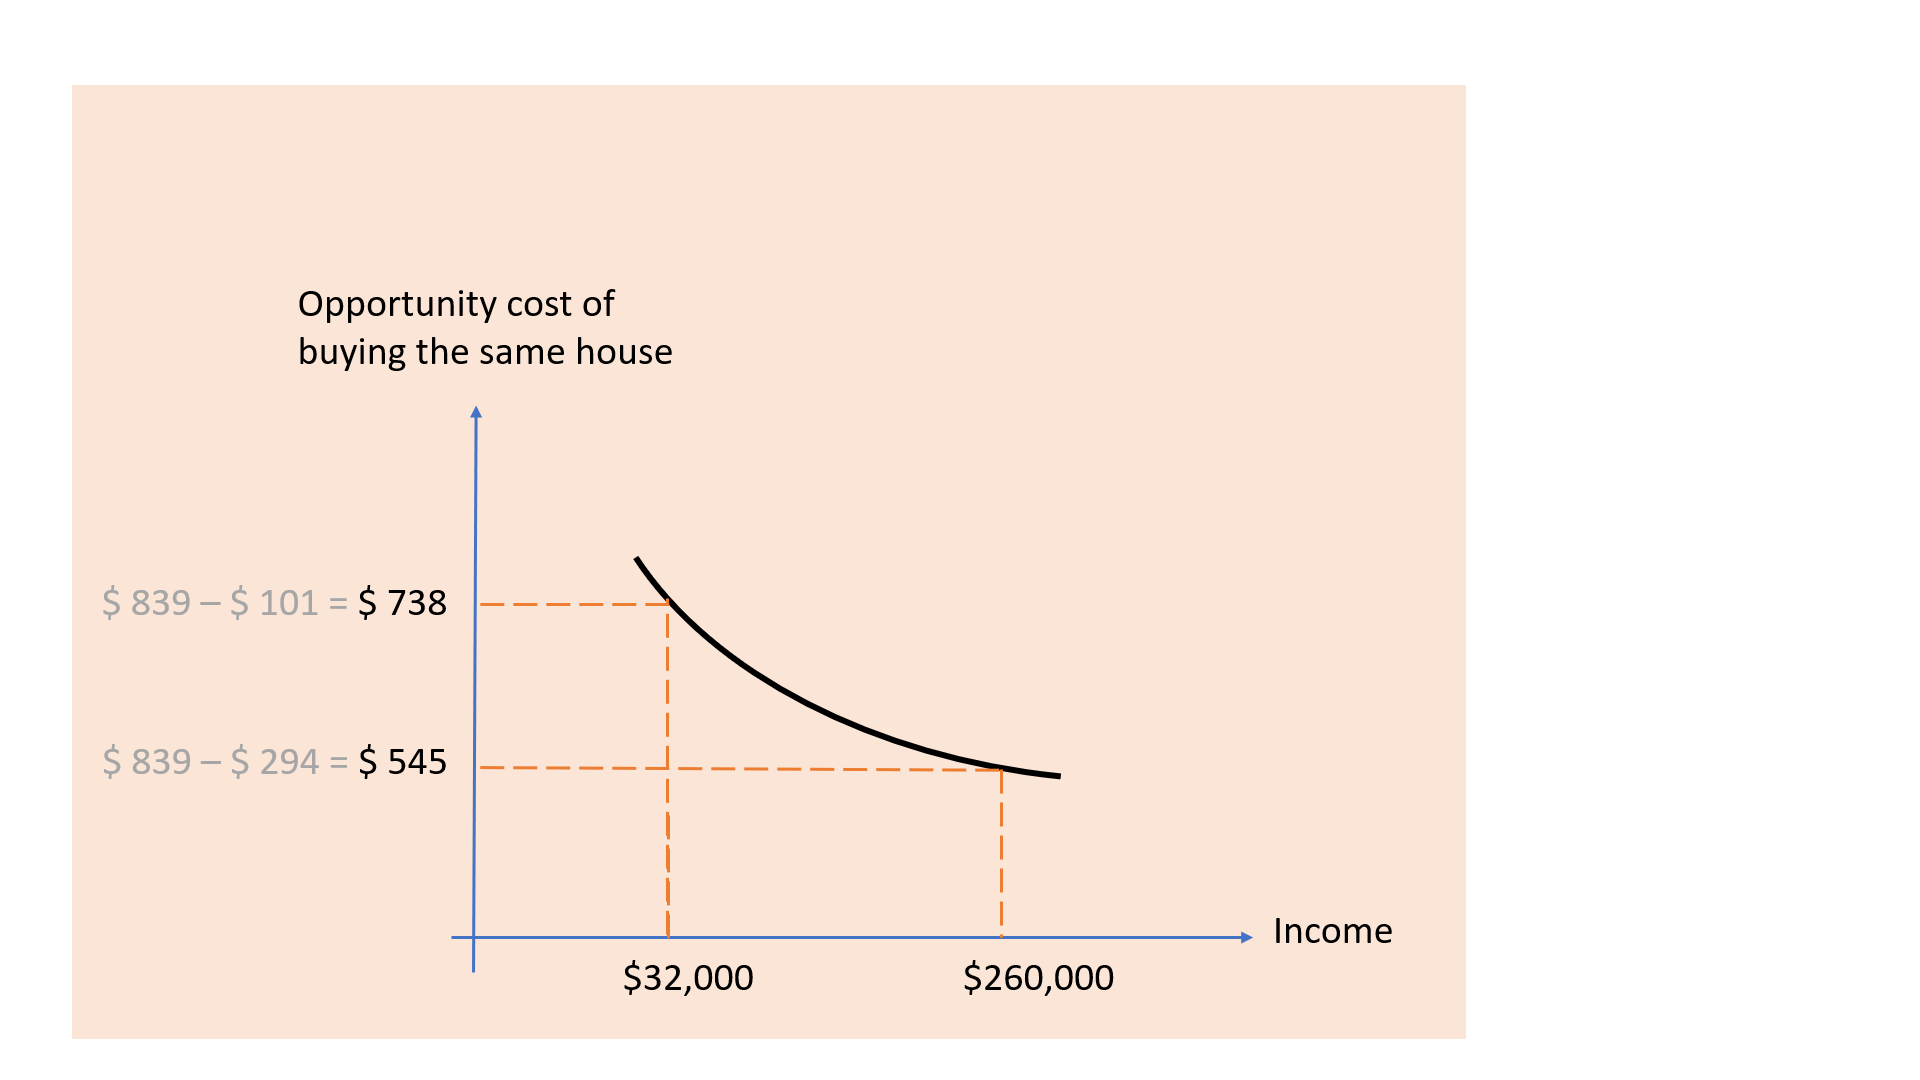 Opportunity cost of
buying the same house
$ 839 – $ 101 = $ 738
$ 839 – $ 294 = $ 545
Income
$32,000
$260,000